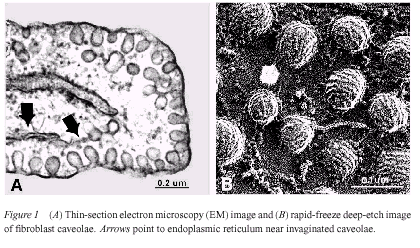 A
0.2 um
B
0.1 um
Figure 1 (A) Thin-section electron microscopy (EM) image and (B) rapid-freeze deep-etch image
of fibroblast caveolae. Arrows point to endoplasmic reticulum near invaginated caveolae.